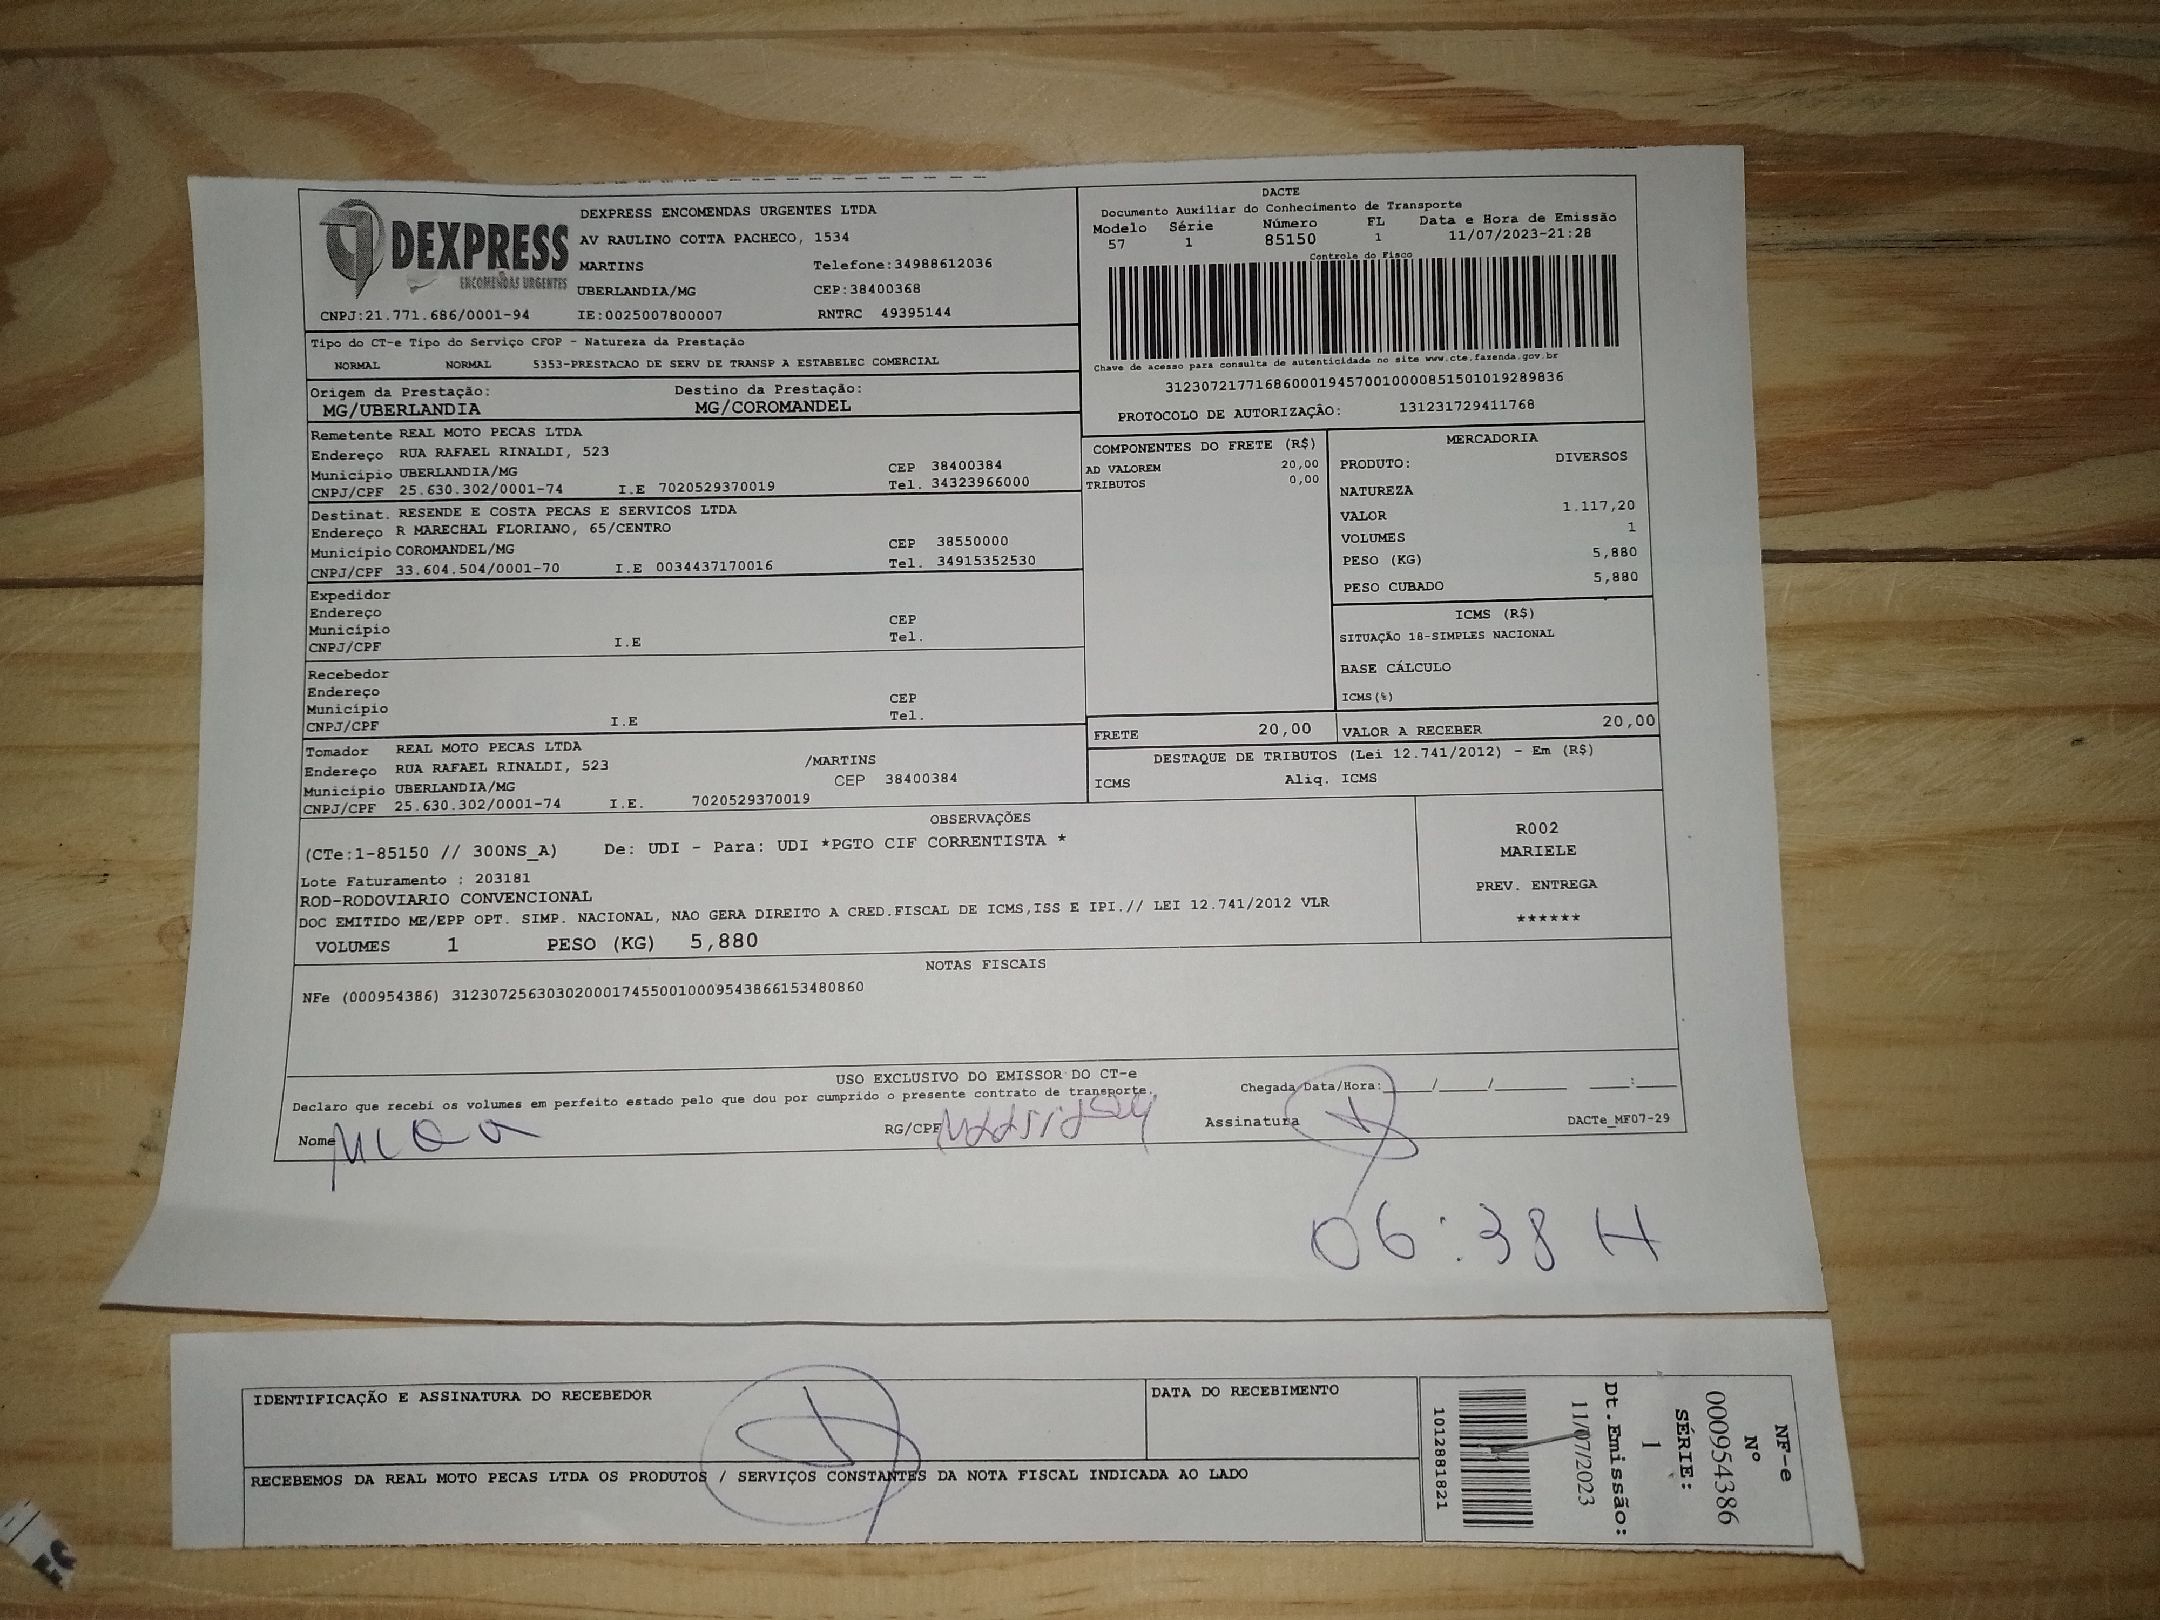 DEXPRESS
ENCOMENDAS URGENTES
DEXPRESS ENCOMENDAS URGENTES LTDA
AV RAULINO COTTA PACHECO, 1534
MARTINS Telefone:34988612036
UBERLANDIA/MG CEP:38400368
CNPJ:21.771.686/0001-94 IE:0025007800007 RNTRC 49395144
DACTE
Documento Auxiliar do Conhecimento de Transporte
Modelo Série Número FL Data e Hora de Emissão
57 1 85150 1 11/07/2023-21:28
Controle do Fisco
Chave de acesso para consulta de autenticidade no site www.cte.fazenda.gov.br
31230721771686000194570010000851501019289836
PROTOCOLO DE AUTORIZAÇÃO: 131231729411768
Tipo do CT-e Tipo do Serviço CFOP - Natureza da Prestação
NORMAL NORMAL 5353-PRESTACAO DE SERV DE TRANSP A ESTABELEC COMERCIAL
Origem da Prestação: Destino da Prestação:
MG/UBERLANDIA MG/COROMANDEL
Remetente REAL MOTO PECAS LTDA
Endereço RUA RAFAEL RINALDI, 523
Município UBERLANDIA/MG CEP 38400384
CNPJ/CPF 25.630.302/0001-74 I.E 7020529370019 Tel. 34323966000
Destinat. RESENDE E COSTA PECAS E SERVICOS LTDA
Endereço R MARECHAL FLORIANO, 65/CENTRO
Município COROMANDEL/MG CEP 38550000
CNPJ/CPF 33.604.504/0001-70 I.E 0034437170016 Tel. 34915352530
Expedidor
Endereço
Município CEP
CNPJ/CPF I.E Tel.
Recebedor
Endereço
Município CEP
CNPJ/CPF I.E Tel.
Tomador REAL MOTO PECAS LTDA
Endereço RUA RAFAEL RINALDI, 523 /MARTINS
Município UBERLANDIA/MG CEP 38400384
CNPJ/CPF 25.630.302/0001-74 I.E. 7020529370019
COMPONENTES DO FRETE (R$)
AD VALOREM 20,00
TRIBUTOS 0,00
MERCADORIA
PRODUTO: DIVERSOS
NATUREZA
VALOR 1.117,20
VOLUMES 1
PESO (KG) 5,880
PESO CUBADO 5,880
ICMS (R$)
SITUAÇÃO 18-SIMPLES NACIONAL
BASE CÁLCULO
ICMS(%)
FRETE 20,00 VALOR A RECEBER 20,00
DESTAQUE DE TRIBUTOS (Lei 12.741/2012) - Em (R$)
ICMS Aliq. ICMS
OBSERVAÇÕES
(CTe:1-85150 // 300NS_A) De: UDI - Para: UDI *PGTO CIF CORRENTISTA *
Lote Faturamento : 203181
ROD-RODOVIARIO CONVENCIONAL
DOC EMITIDO ME/EPP OPT. SIMP. NACIONAL, NAO GERA DIREITO A CRED.FISCAL DE ICMS,ISS E IPI.// LEI 12.741/2012 VLR
VOLUMES 1 PESO (KG) 5,880
R002
MARIELE
PREV. ENTREGA
******
NOTAS FISCAIS
NFe (000954386) 31230725630302000174550010009543866153480860
USO EXCLUSIVO DO EMISSOR DO CT-e
Declaro que recebi os volumes em perfeito estado pelo que dou por cumprido o presente contrato de transporte.
Chegada Data/Hora:____/____/______ ____:____
Nome RG/CPF Assinatura DACTe_MF07-29
06:38 H
IDENTIFICAÇÃO E ASSINATURA DO RECEBEDOR
DATA DO RECEBIMENTO
RECEBEMOS DA REAL MOTO PECAS LTDA OS PRODUTOS / SERVIÇOS CONSTANTES DA NOTA FISCAL INDICADA AO LADO
NF-e
Nº
000954386
SÉRIE:
1
Dt.Emissão:
11/07/2023
1012881821